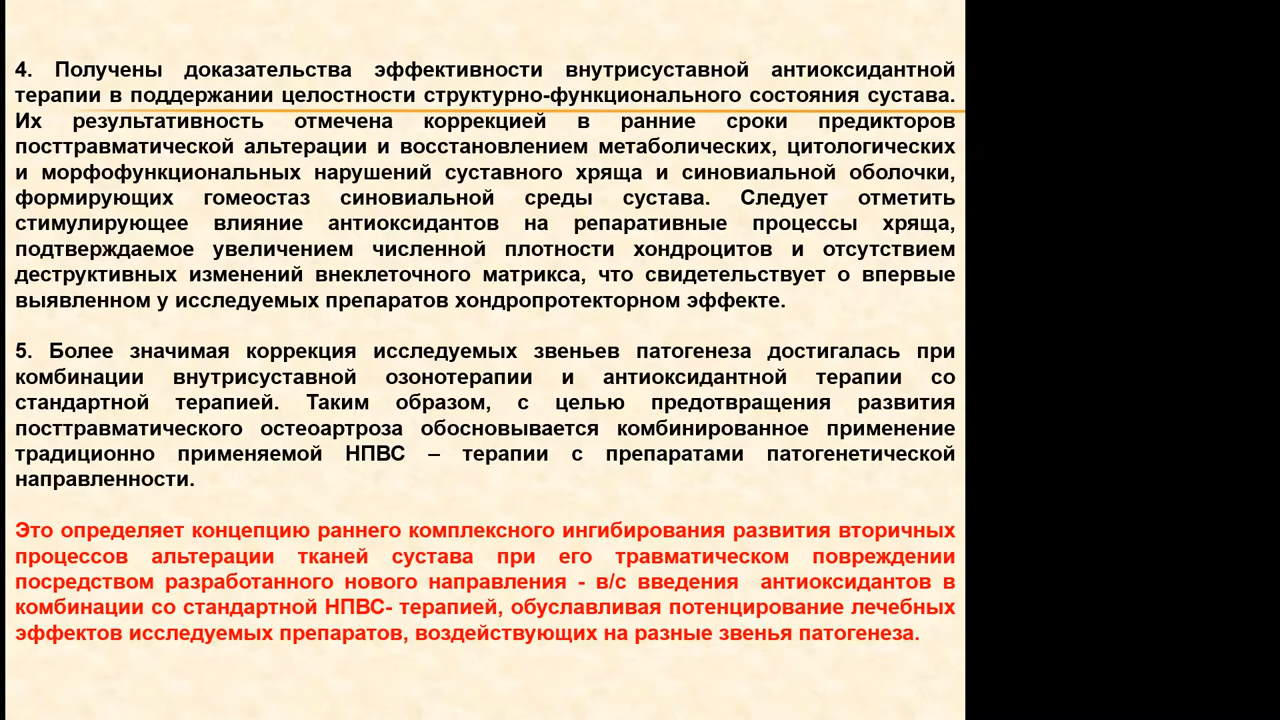 4. Получены доказательства эффективности внутрисуставной антиоксидантной
терапии в поддержании целостности структурно-функционального состояния сустава.
Их результативность отмечена коррекцией в ранние сроки предикторов
посттравматической альтерации и восстановлением метаболических, цитологических
и морфофункциональных нарушений суставного хряща и синовиальной оболочки,
формирующих гомеостаз синовиальной среды сустава. Следует отметить
стимулирующее влияние антиоксидантов на репаративные процессы хряща,
подтверждаемое увеличением численной плотности хондроцитов и отсутствием
деструктивных изменений внеклеточного матрикса, что свидетельствует о впервые
выявленном у исследуемых препаратов хондропротекторном эффекте.
5. Более значимая коррекция исследуемых звеньев патогенеза достигалась при
комбинации внутрисуставной озонотерапии и антиоксидантной терапии со
стандартной терапией. Таким образом, с целью предотвращения развития
посттравматического остеоартроза обосновывается комбинированное применение
традиционно применяемой НПВС – терапии с препаратами патогенетической
направленности.
Это определяет концепцию раннего комплексного ингибирования развития вторичных
процессов альтерации тканей сустава при его травматическом повреждении
посредством разработанного нового направления - в/с введения антиоксидантов в
комбинации со стандартной НПВС- терапией, обуславливая потенцирование лечебных
эффектов исследуемых препаратов, воздействующих на разные звенья патогенеза.